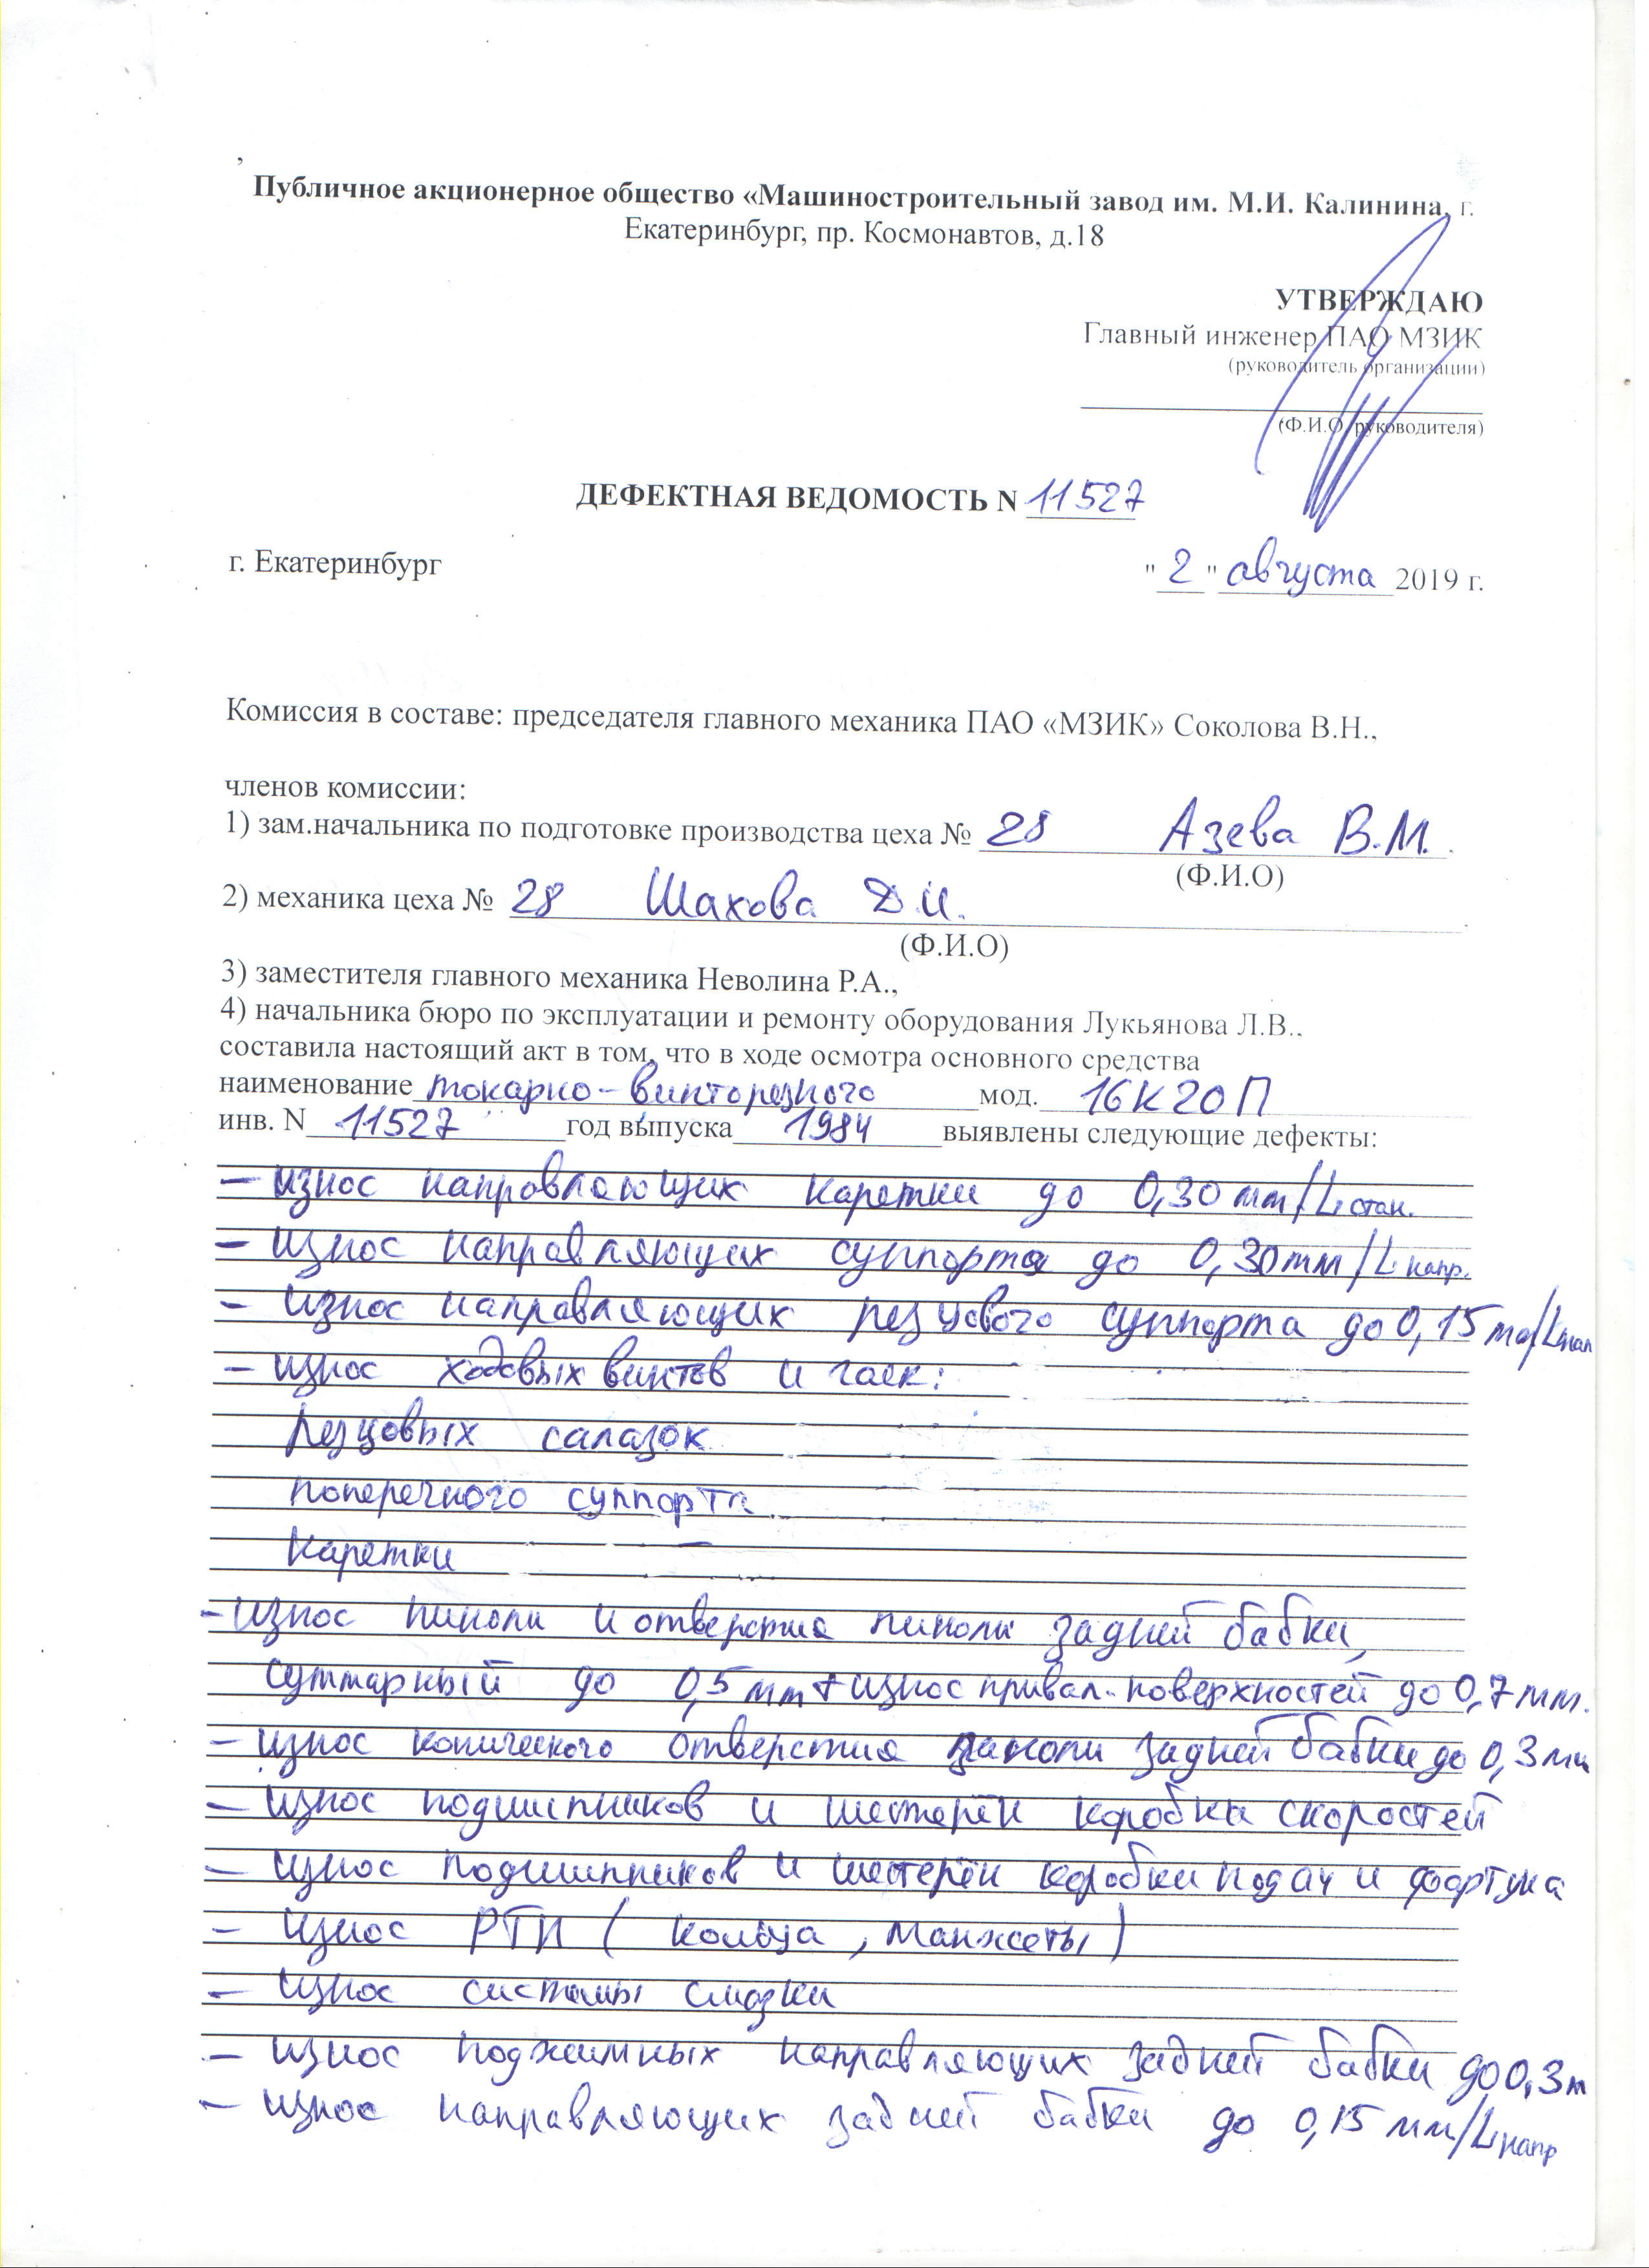 Публичное акционерное общество «Машиностроительный завод им. М.И. Калинина, г.
Екатеринбург, пр. Космонавтов, д.18
УТВЕРЖДАЮ
Главный инженер ПАО МЗИК
(руководитель организации)
(Ф.И.О. руководителя)
ДЕФЕКТНАЯ ВЕДОМОСТЬ N 11527
г. Екатеринбург "2" августа 2019 г.
Комиссия в составе: председателя главного механика ПАО «МЗИК» Соколова В.Н.,
членов комиссии:
1) зам.начальника по подготовке производства цеха № 28 Азева В.М.
(Ф.И.О)
2) механика цеха № 28 Шахова Д.И.
(Ф.И.О)
3) заместителя главного механика Неволина Р.А.,
4) начальника бюро по эксплуатации и ремонту оборудования Лукьянова Л.В.,
составила настоящий акт в том, что в ходе осмотра основного средства
наименование токарно-винторезного мод. 16К20П
инв. N 11527 год выпуска 1984 выявлены следующие дефекты:
– износ направляющих каретки до 0,30 мм/L стан.
– износ направляющих суппорта до 0,30 мм/L напр.
– износ направляющих резцового суппорта до 0,15 мм/L нап
– износ ходовых винтов и гаек:
Резцовых салазок
поперечного суппорта
Каретки
– износ пиноли и отверстия пиноли задней бабки,
суммарный до 0,5 мм + износ привал. поверхностей до 0,7 мм.
– износ конического отверстия пиноли задней бабки до 0,3 мм
– износ подшипников и шестерён коробки скоростей
– износ подшипников и шестерён коробки подач и фартука
– износ РТИ (кольца, манжеты)
– износ системы смазки
– износ поджимных направляющих задней бабки до 0,3 м
– износ направляющих задней бабки до 0,15 мм/L напр